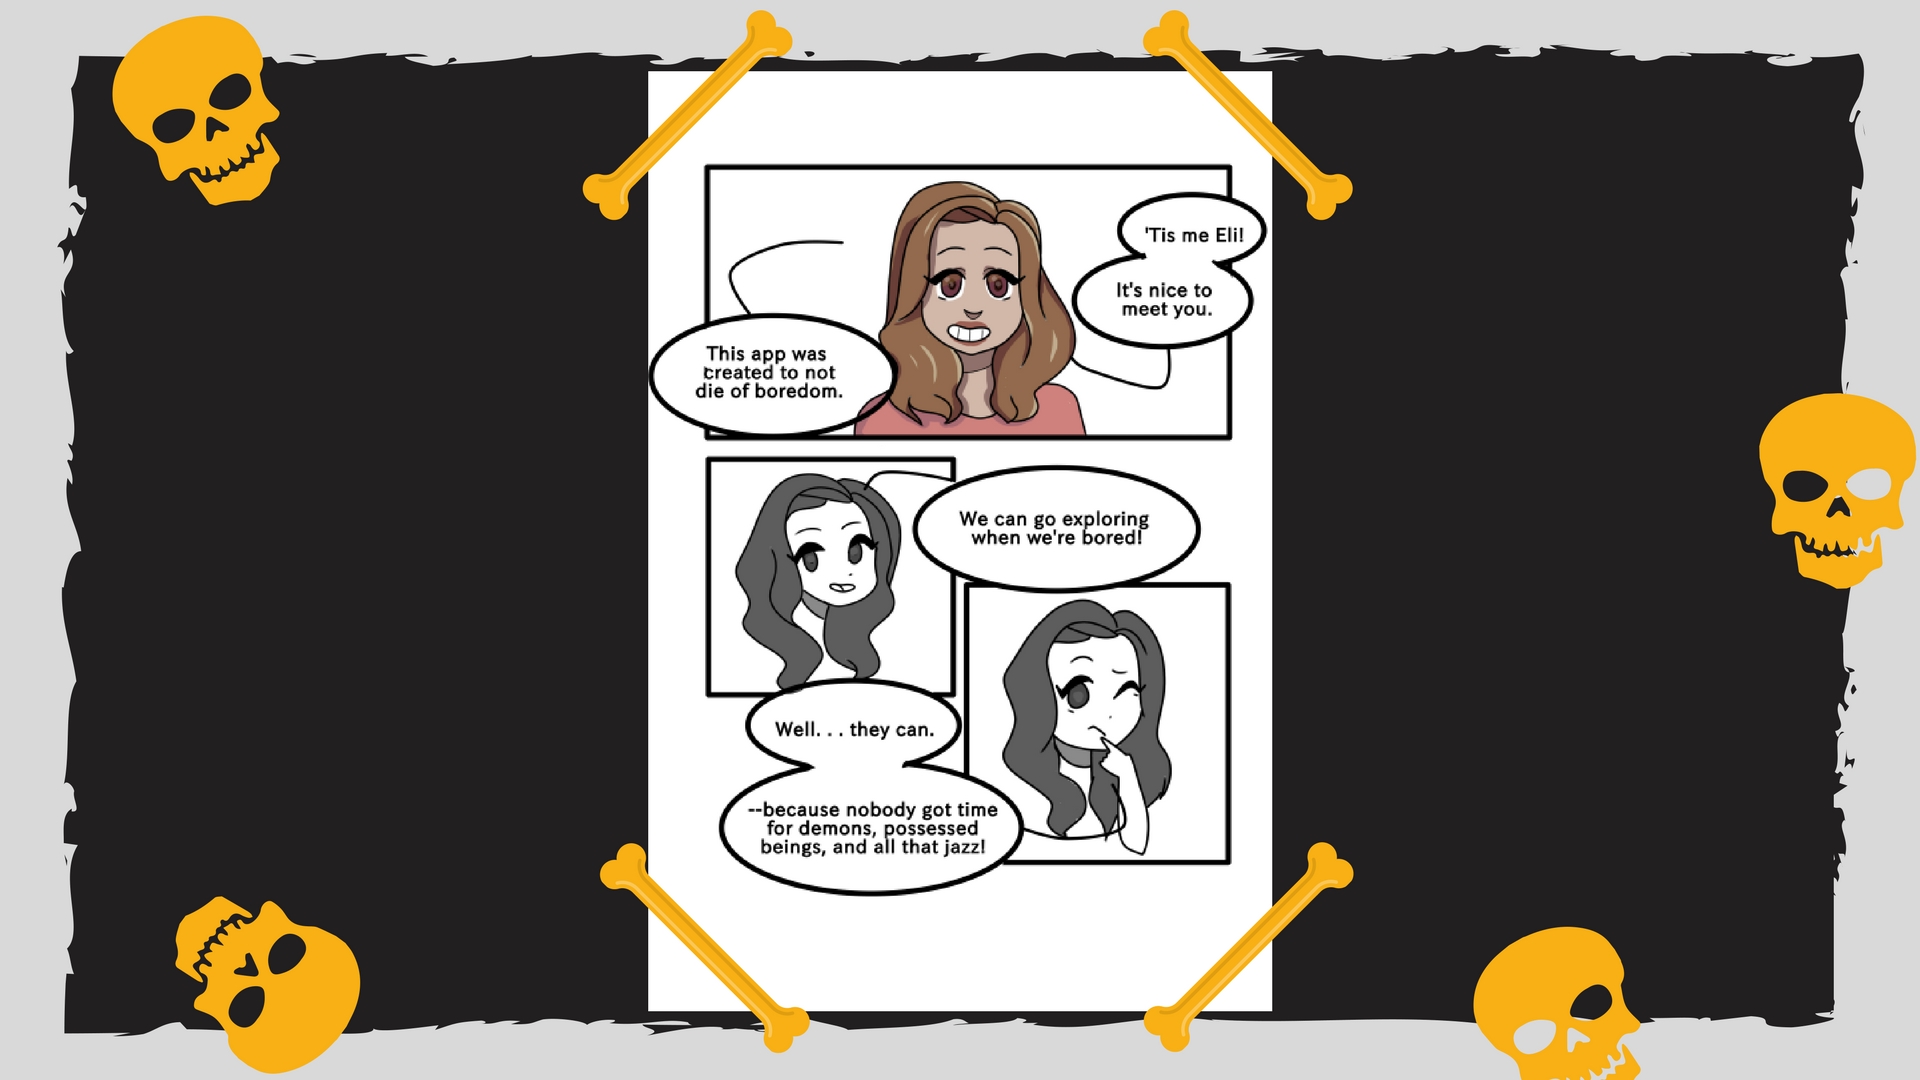 'Tis me Eli!
It's nice to
meet you.
This app was
created to not
die of boredom.
We can go exploring
when we're bored!
Well. . . they can.
--because nobody got time
for demons, possessed
beings, and all that jazz!